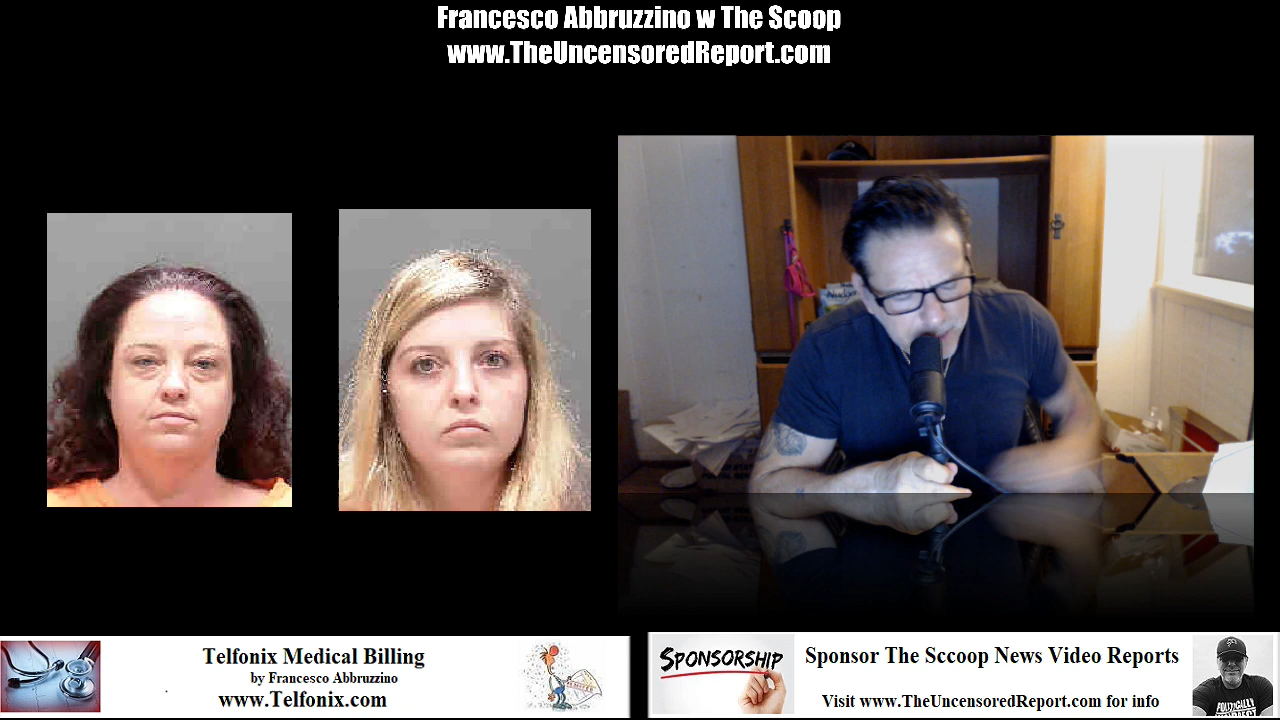 Francesco Abbruzzino w The Scoop
www.TheUncensoredReport.com
Telfonix Medical Billing
by Francesco Abbruzzino
www.Telfonix.com
SPONSORSHIP
Sponsor The Sccoop News Video Reports
Visit www.TheUncensoredReport.com for info
POLITICALLY